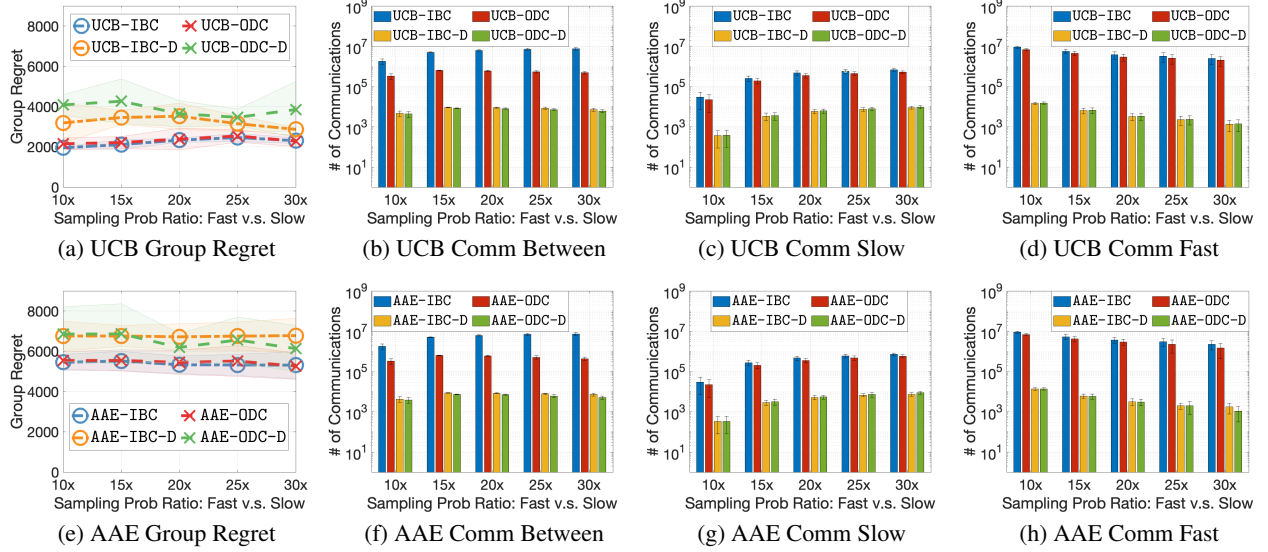 9000
8000
6000
4000
2000
0
Group Regret
UCB-IBC UCB-ODC
UCB-IBC-D UCB-ODC-D
10x 15x 20x 25x 30x
Sampling Prob Ratio: Fast v.s. Slow
(a) UCB Group Regret
10^9
10^7
10^5
10^3
10^1
# of Communications
UCB-IBC UCB-ODC
UCB-IBC-D UCB-ODC-D
10x 15x 20x 25x 30x
Sampling Prob Ratio: Fast v.s. Slow
(b) UCB Comm Between
10^9
10^7
10^5
10^3
10^1
# of Communications
UCB-IBC UCB-ODC
UCB-IBC-D UCB-ODC-D
10x 15x 20x 25x 30x
Sampling Prob Ratio: Fast v.s. Slow
(c) UCB Comm Slow
10^9
10^7
10^5
10^3
10^1
# of Communications
UCB-IBC UCB-ODC
UCB-IBC-D UCB-ODC-D
10x 15x 20x 25x 30x
Sampling Prob Ratio: Fast v.s. Slow
(d) UCB Comm Fast
9000
8000
6000
4000
2000
0
Group Regret
AAE-IBC AAE-ODC
AAE-IBC-D AAE-ODC-D
10x 15x 20x 25x 30x
Sampling Prob Ratio: Fast v.s. Slow
(e) AAE Group Regret
10^9
10^7
10^5
10^3
10^1
# of Communications
AAE-IBC AAE-ODC
AAE-IBC-D AAE-ODC-D
10x 15x 20x 25x 30x
Sampling Prob Ratio: Fast v.s. Slow
(f) AAE Comm Between
10^9
10^7
10^5
10^3
10^1
# of Communications
AAE-IBC AAE-ODC
AAE-IBC-D AAE-ODC-D
10x 15x 20x 25x 30x
Sampling Prob Ratio: Fast v.s. Slow
(g) AAE Comm Slow
10^9
10^7
10^5
10^3
10^1
# of Communications
AAE-IBC AAE-ODC
AAE-IBC-D AAE-ODC-D
10x 15x 20x 25x 30x
Sampling Prob Ratio: Fast v.s. Slow
(h) AAE Comm Fast